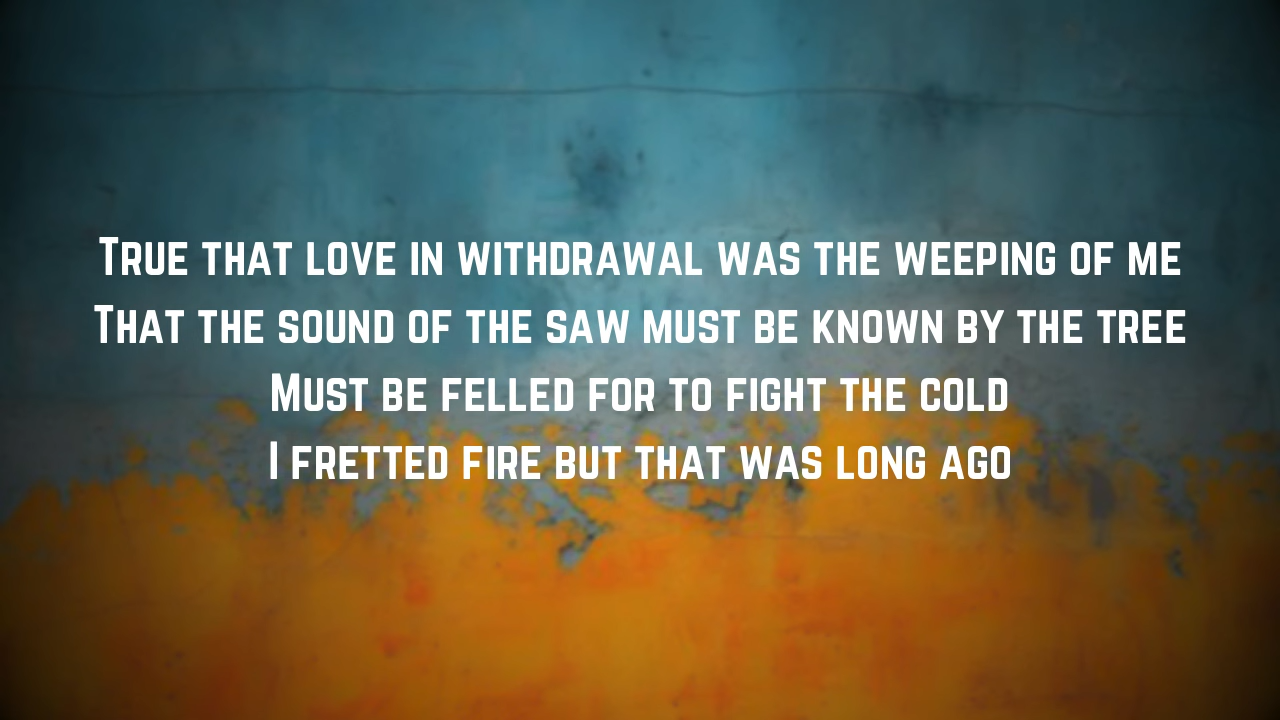 True that love in withdrawal was the weeping of me
That the sound of the saw must be known by the tree
Must be felled for to fight the cold
I fretted fire but that was long ago